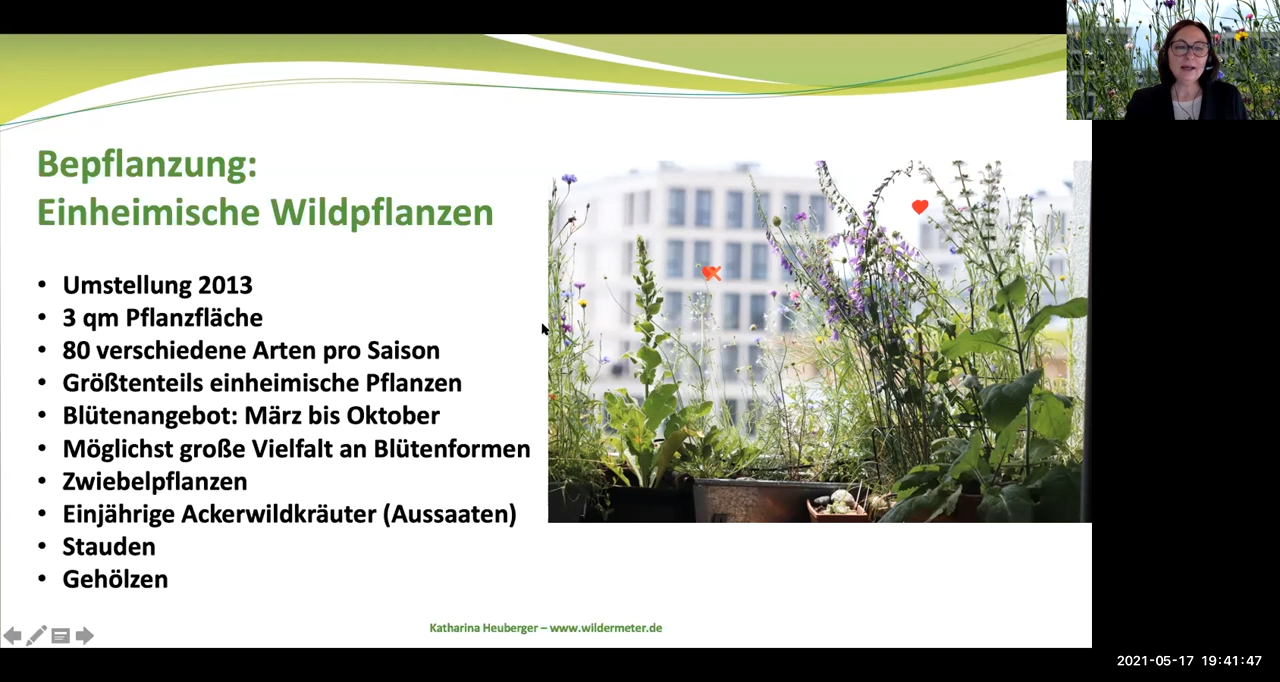 Bepflanzung:
Einheimische Wildpflanzen
• Umstellung 2013
• 3 qm Pflanzfläche
• 80 verschiedene Arten pro Saison
• Größtenteils einheimische Pflanzen
• Blütenangebot: März bis Oktober
• Möglichst große Vielfalt an Blütenformen
• Zwiebelpflanzen
• Einjährige Ackerwildkräuter (Aussaaten)
• Stauden
• Gehölzen
Katharina Heuberger – www.wildermeter.de
2021-05-17 19:41:47